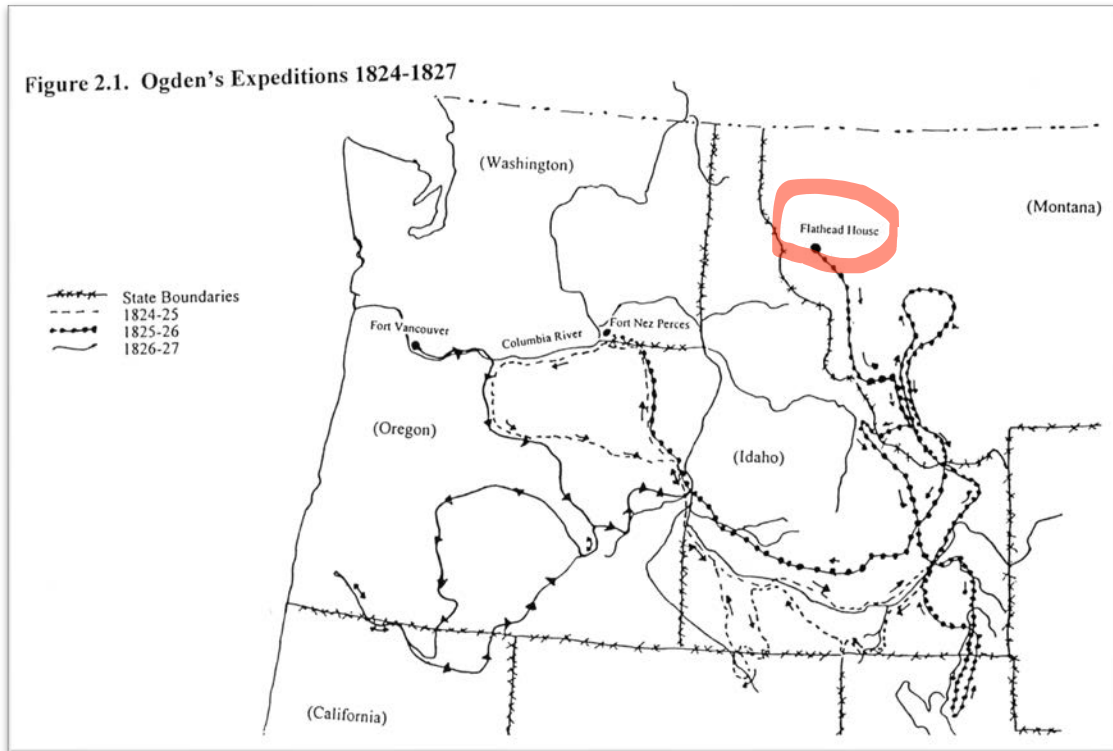 Figure 2.1. Ogden's Expeditions 1824-1827
(Washington)
(Montana)
Flathead House
State Boundaries
1824-25
1825-26
1826-27
Fort Vancouver
Columbia River
Fort Nez Perces
(Oregon)
(Idaho)
(California)